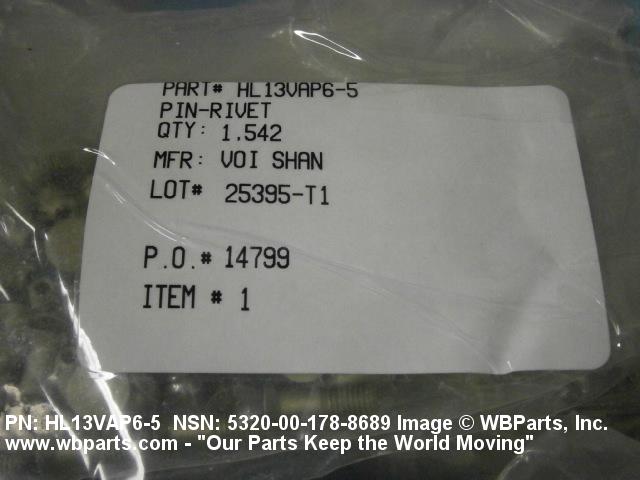 PART# HL13VAP6-5
PIN-RIVET
QTY: 1,542
MFR: VOI SHAN
LOT# 25395-T1
P.O.# 14799
ITEM # 1
PN: HL13VAP6-5 NSN: 5320-00-178-8689 Image © WBParts, Inc.
www.wbparts.com - "Our Parts Keep the World Moving"